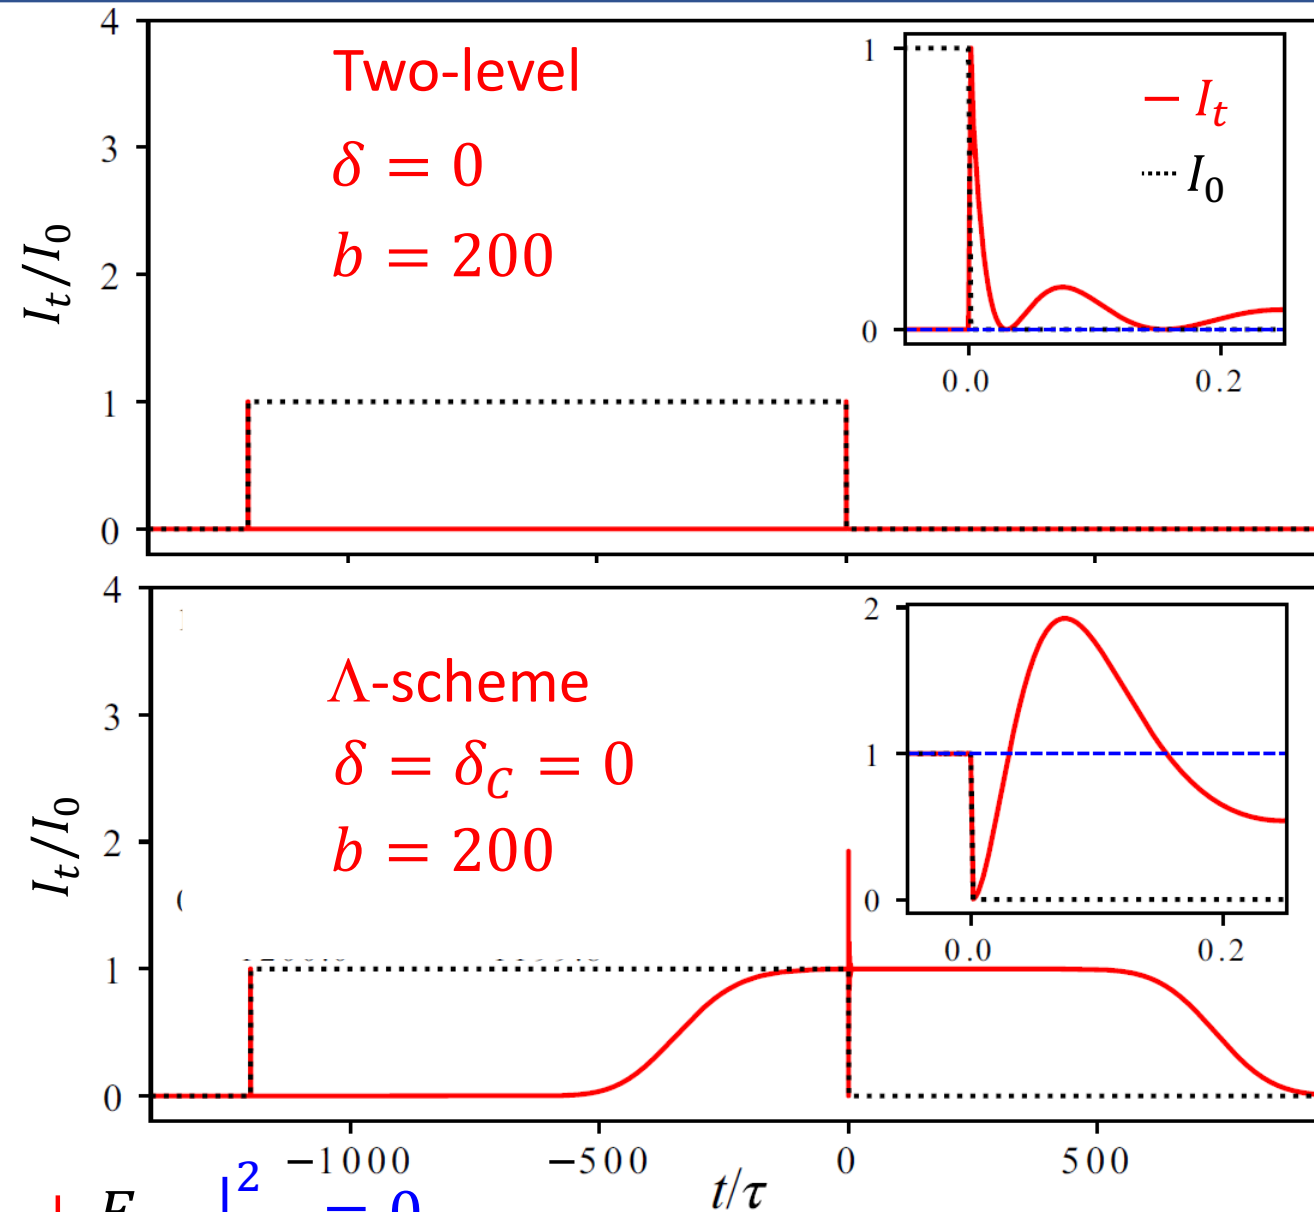 4
Two-level
δ = 0
b = 200
3
2
1
0
I_t/I_0
1
0
0.0
0.2
I_t
I_0
4
Λ-scheme
δ = δ_C = 0
b = 200
3
2
1
0
I_t/I_0
2
1
0
0.0
0.2
−1000
−500
0
500
t/τ
|2
= 0